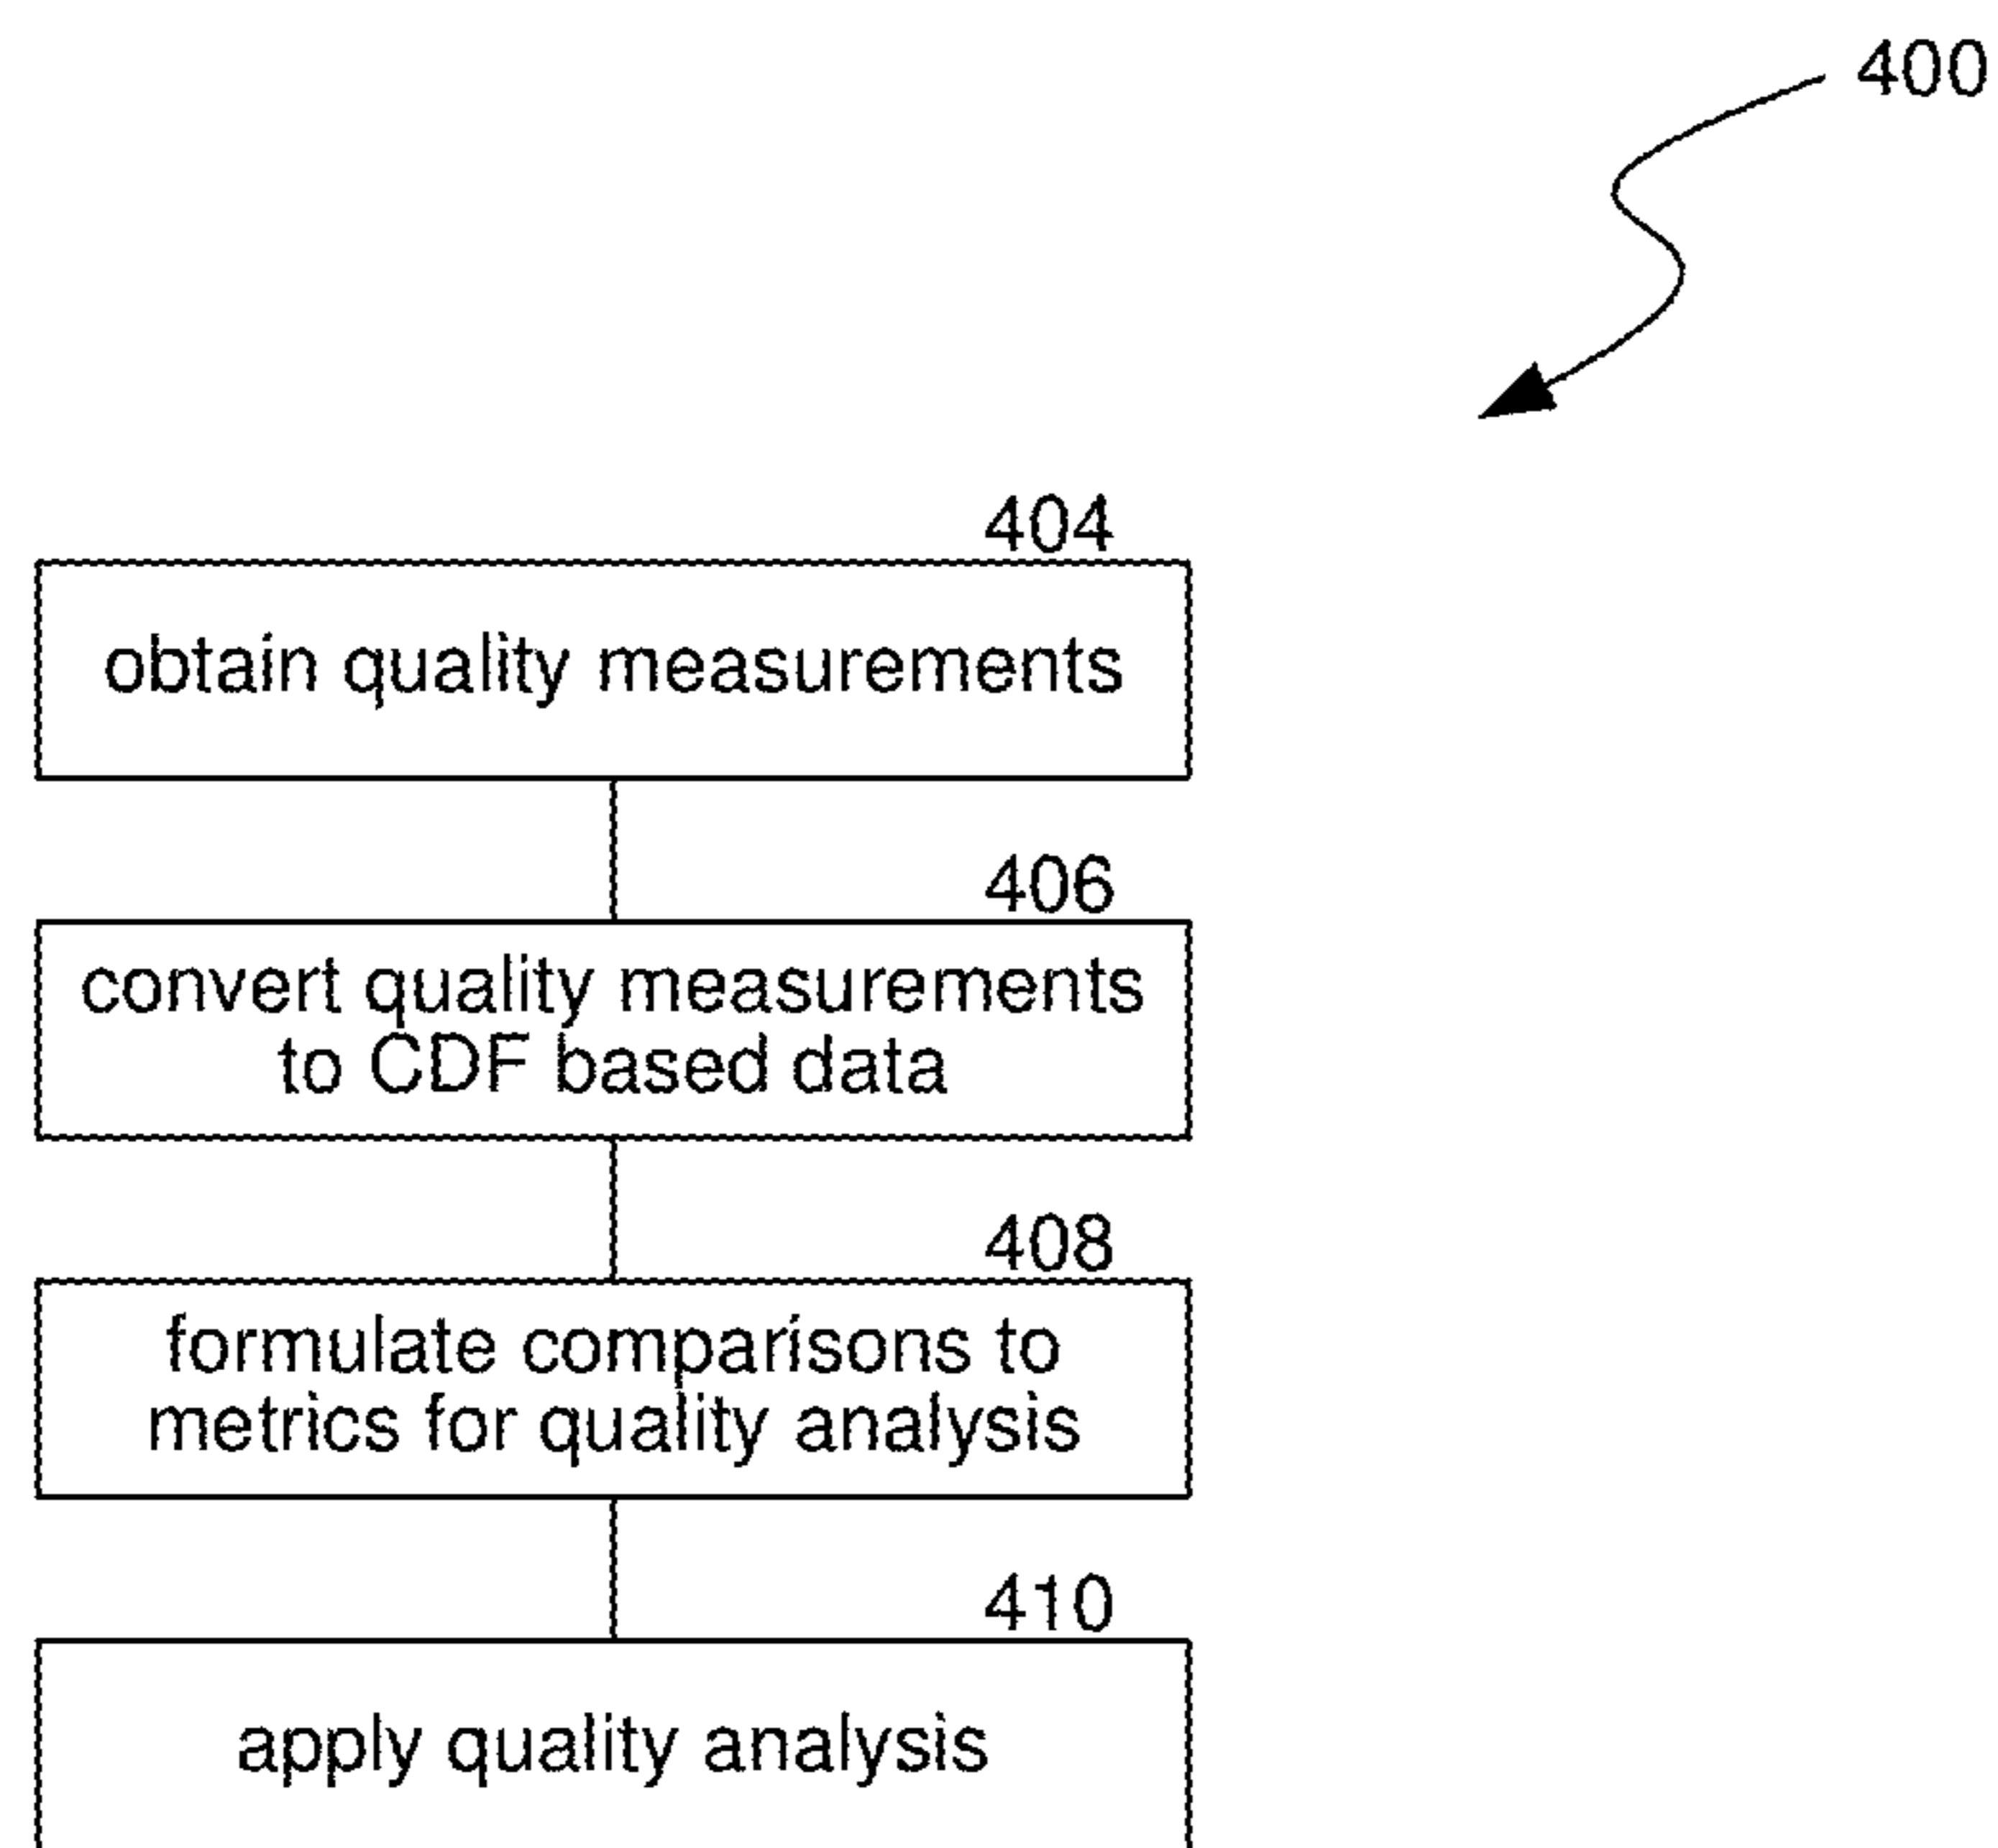 400
404
obtain quality measurements
406
convert quality measurements
to CDF based data
408
formulate comparisons to
metrics for quality analysis
410
apply quality analysis